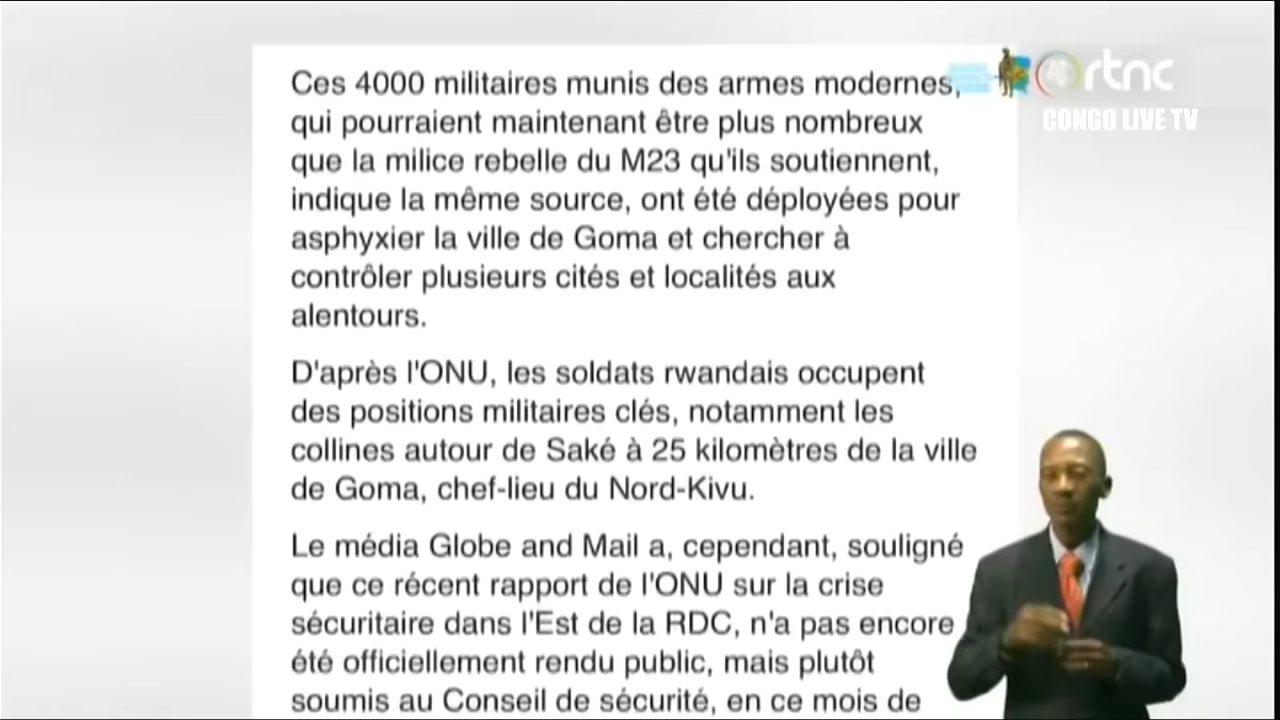 Ces 4000 militaires munis des armes modernes,
qui pourraient maintenant être plus nombreux
que la milice rebelle du M23 qu'ils soutiennent,
indique la même source, ont été déployées pour
asphyxier la ville de Goma et chercher à
contrôler plusieurs cités et localités aux
alentours.
D'après l'ONU, les soldats rwandais occupent
des positions militaires clés, notamment les
collines autour de Saké à 25 kilomètres de la ville
de Goma, chef-lieu du Nord-Kivu.
Le média Globe and Mail a, cependant, souligné
que ce récent rapport de l'ONU sur la crise
sécuritaire dans l'Est de la RDC, n'a pas encore
été officiellement rendu public, mais plutôt
soumis au Conseil de sécurité, en ce mois de
rtnc
CONGO LIVE TV